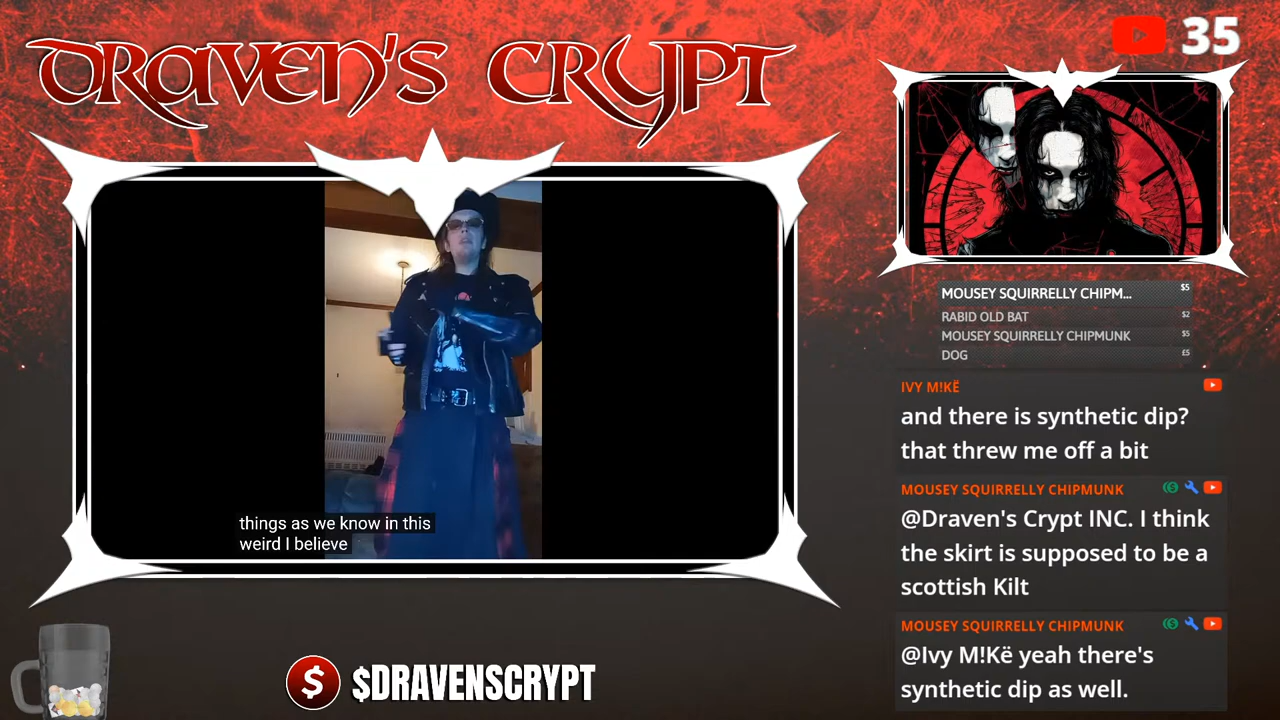 DRAVEN'S CRYPT
35
things as we know in this
weird I believe
MOUSEY SQUIRRELLY CHIPM... $5
RABID OLD BAT $2
MOUSEY SQUIRRELLY CHIPMUNK $5
DOG £5
IVY M!KË
and there is synthetic dip?
that threw me off a bit
MOUSEY SQUIRRELLY CHIPMUNK
@Draven's Crypt INC. I think
the skirt is supposed to be a
scottish Kilt
MOUSEY SQUIRRELLY CHIPMUNK
@Ivy M!Kë yeah there's
synthetic dip as well.
$ $DRAVENSCRYPT